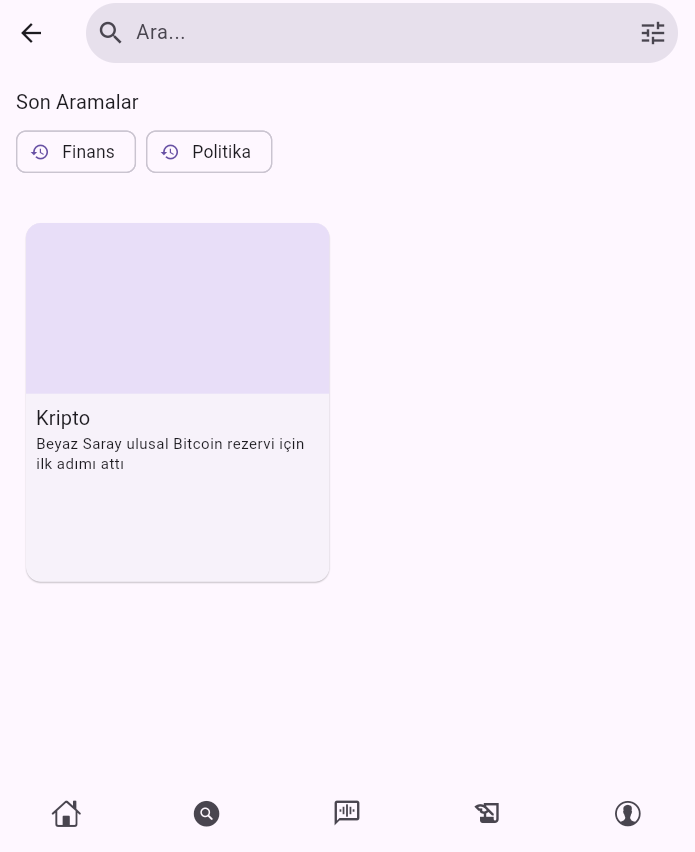 Ara...
Son Aramalar
Finans
Politika
Kripto
Beyaz Saray ulusal Bitcoin rezervi için
ilk adımı attı